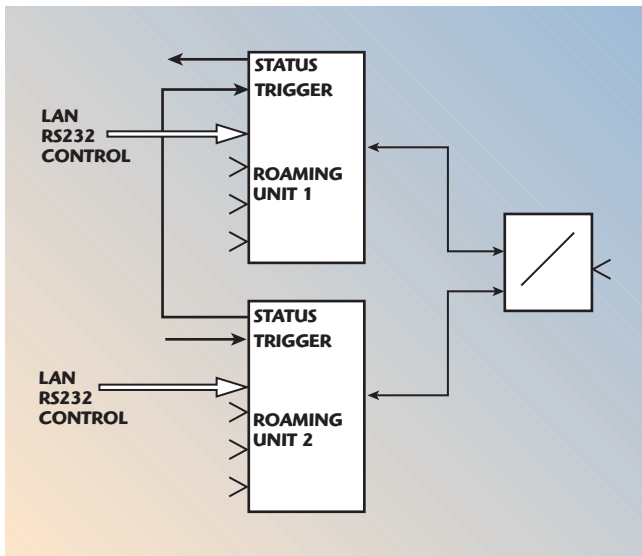 STATUS
TRIGGER
LAN
RS232
CONTROL
ROAMING
UNIT 1
STATUS
TRIGGER
LAN
RS232
CONTROL
ROAMING
UNIT 2